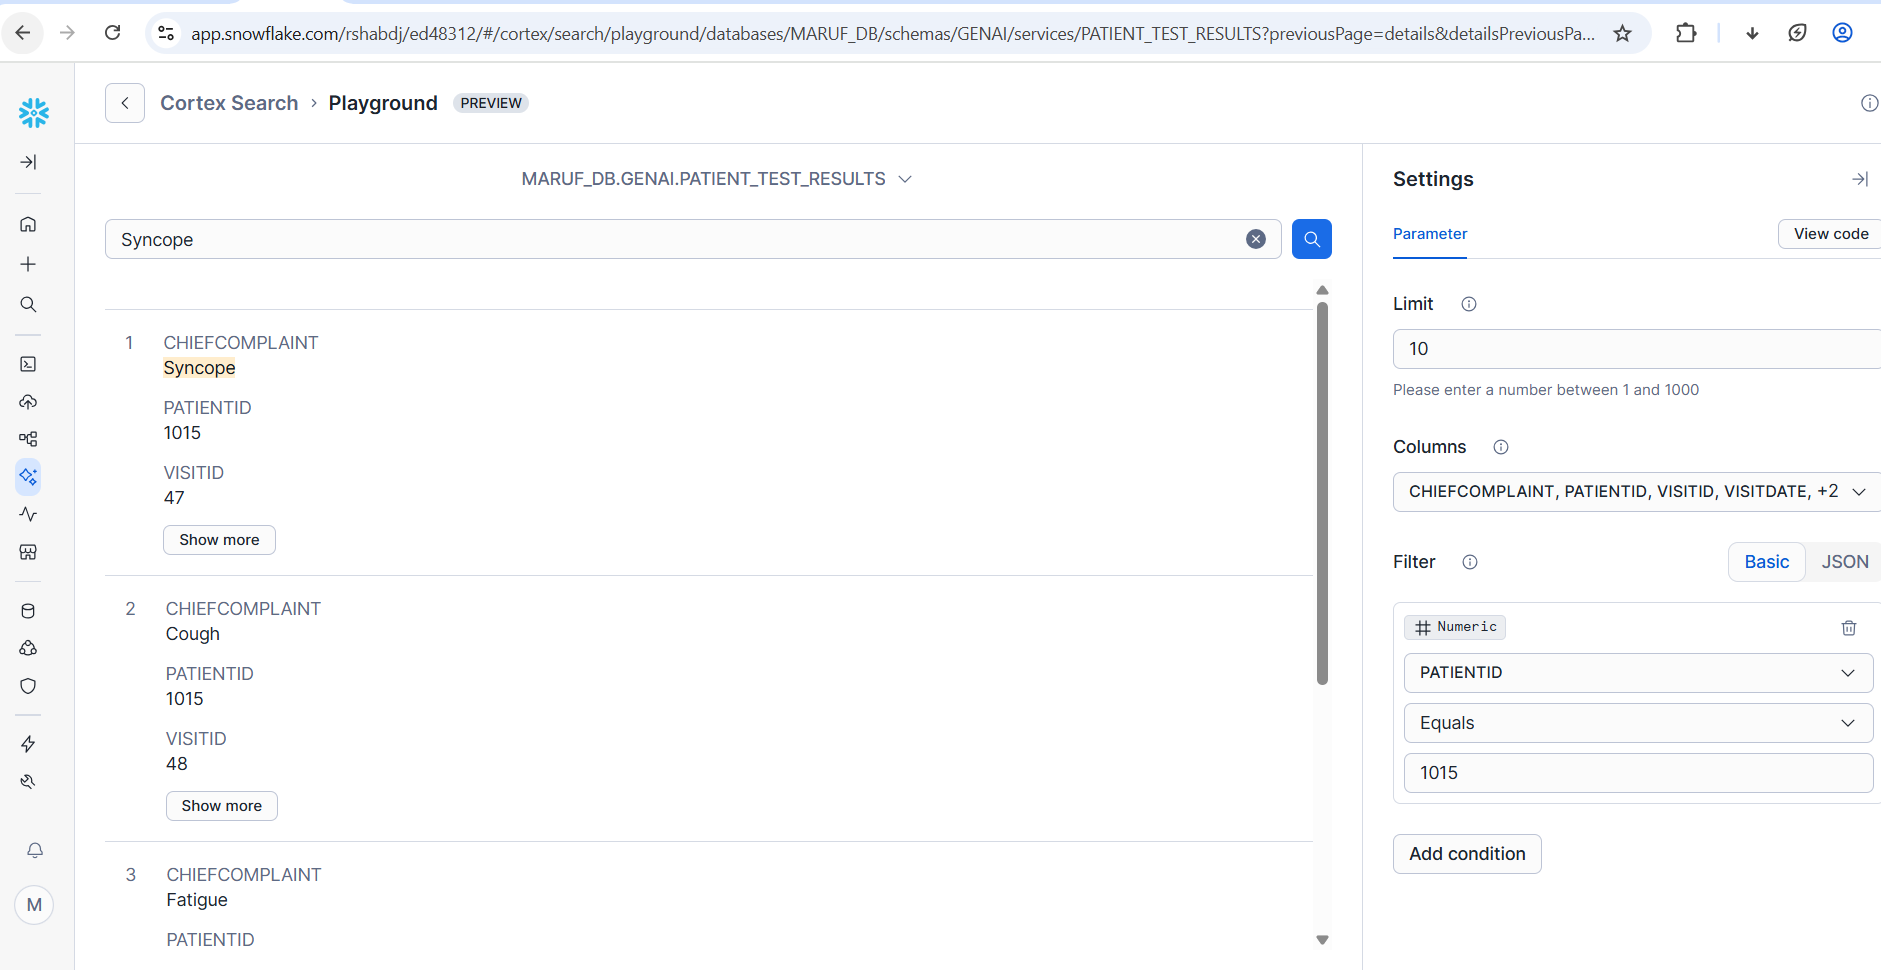 app.snowflake.com/rshabdj/ed48312/#/cortex/search/playground/databases/MARUF_DB/schemas/GENAI/services/PATIENT_TEST_RESULTS?previousPage=details&detailsPreviousPa...
Cortex Search › Playground PREVIEW
MARUF_DB.GENAI.PATIENT_TEST_RESULTS
Syncope
1 CHIEFCOMPLAINT
Syncope
PATIENTID
1015
VISITID
47
Show more
2 CHIEFCOMPLAINT
Cough
PATIENTID
1015
VISITID
48
Show more
3 CHIEFCOMPLAINT
Fatigue
PATIENTID
M
Settings
Parameter
View code
Limit
10
Please enter a number between 1 and 1000
Columns
CHIEFCOMPLAINT, PATIENTID, VISITID, VISITDATE, +2
Filter
Basic JSON
# Numeric
PATIENTID
Equals
1015
Add condition